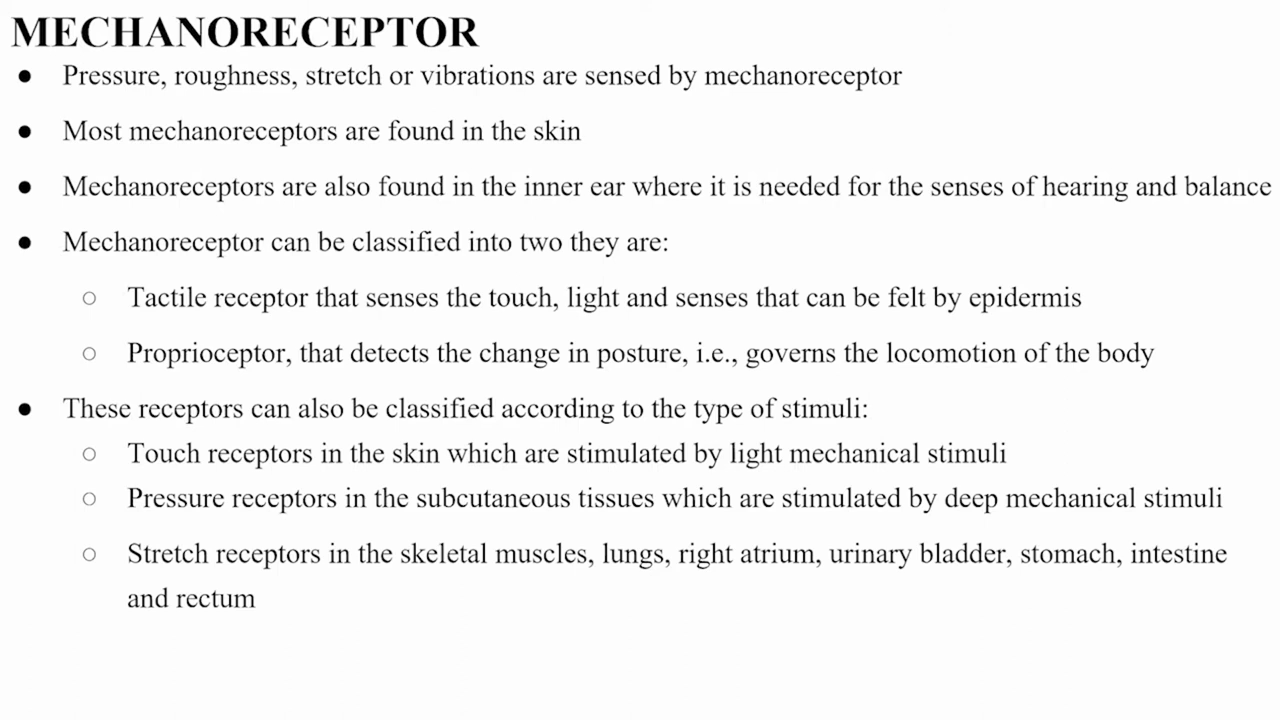 MECHANORECEPTOR
● Pressure, roughness, stretch or vibrations are sensed by mechanoreceptor
● Most mechanoreceptors are found in the skin
● Mechanoreceptors are also found in the inner ear where it is needed for the senses of hearing and balance
● Mechanoreceptor can be classified into two they are:
○ Tactile receptor that senses the touch, light and senses that can be felt by epidermis
○ Proprioceptor, that detects the change in posture, i.e., governs the locomotion of the body
● These receptors can also be classified according to the type of stimuli:
○ Touch receptors in the skin which are stimulated by light mechanical stimuli
○ Pressure receptors in the subcutaneous tissues which are stimulated by deep mechanical stimuli
○ Stretch receptors in the skeletal muscles, lungs, right atrium, urinary bladder, stomach, intestine
and rectum